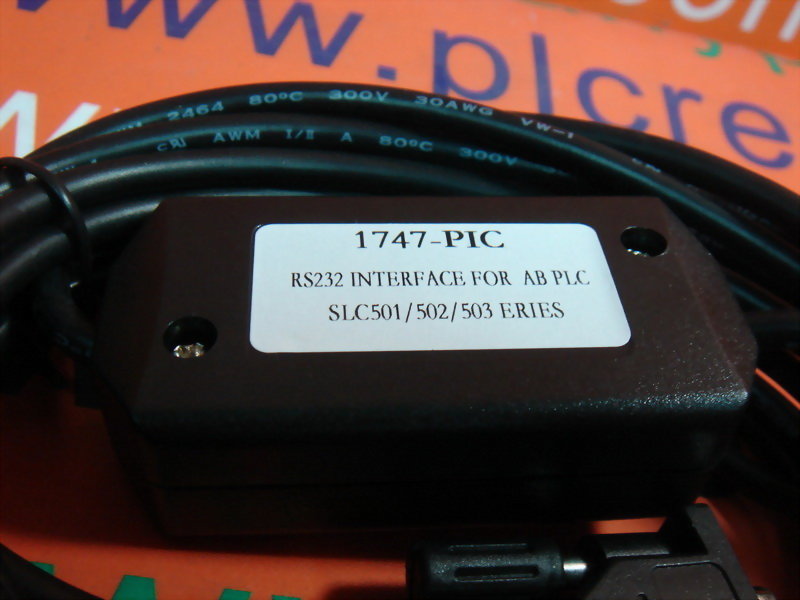 www.plcre
com
2464 80°C 300V 30AWG VW-1
AWM I/II A 80°C 300V
1747-PIC
RS232 INTERFACE FOR AB PLC
SLC501/502/503 ERIES